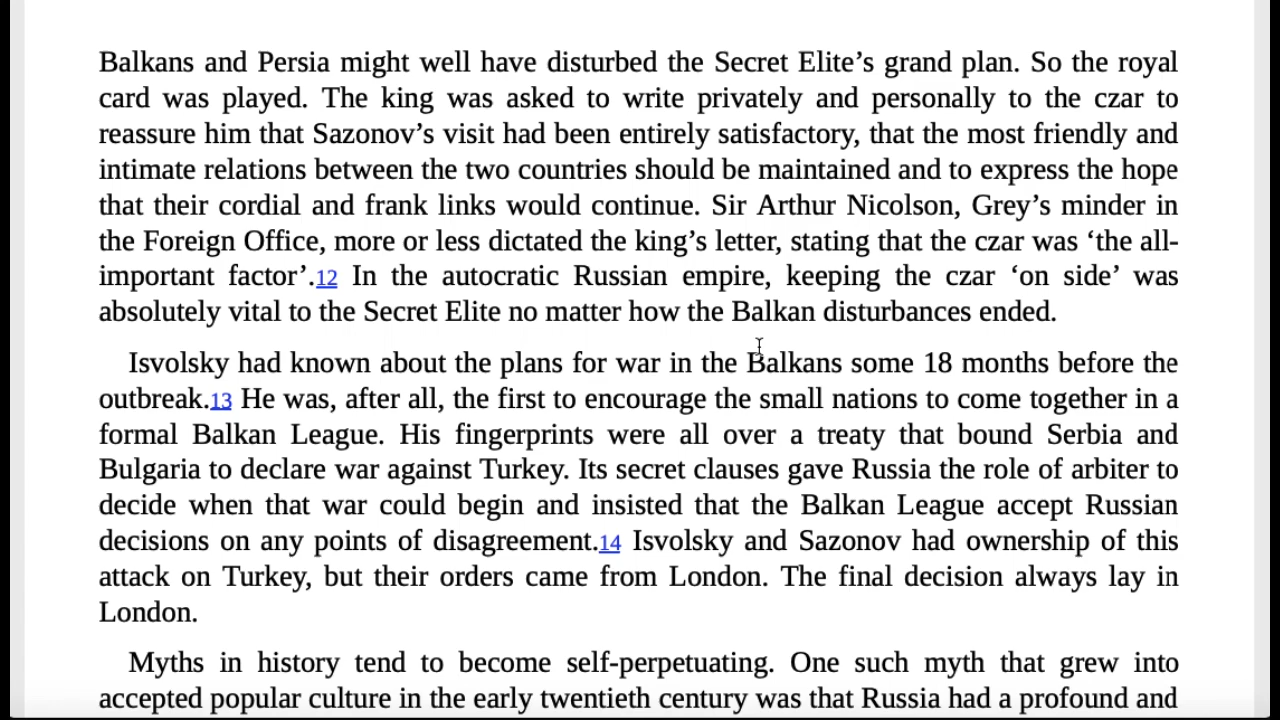 Balkans and Persia might well have disturbed the Secret Elite’s grand plan. So the royal
card was played. The king was asked to write privately and personally to the czar to
reassure him that Sazonov’s visit had been entirely satisfactory, that the most friendly and
intimate relations between the two countries should be maintained and to express the hope
that their cordial and frank links would continue. Sir Arthur Nicolson, Grey’s minder in
the Foreign Office, more or less dictated the king’s letter, stating that the czar was ‘the all-
important factor’.12 In the autocratic Russian empire, keeping the czar ‘on side’ was
absolutely vital to the Secret Elite no matter how the Balkan disturbances ended.
Isvolsky had known about the plans for war in the Balkans some 18 months before the
outbreak.13 He was, after all, the first to encourage the small nations to come together in a
formal Balkan League. His fingerprints were all over a treaty that bound Serbia and
Bulgaria to declare war against Turkey. Its secret clauses gave Russia the role of arbiter to
decide when that war could begin and insisted that the Balkan League accept Russian
decisions on any points of disagreement.14 Isvolsky and Sazonov had ownership of this
attack on Turkey, but their orders came from London. The final decision always lay in
London.
Myths in history tend to become self-perpetuating. One such myth that grew into
accepted popular culture in the early twentieth century was that Russia had a profound and